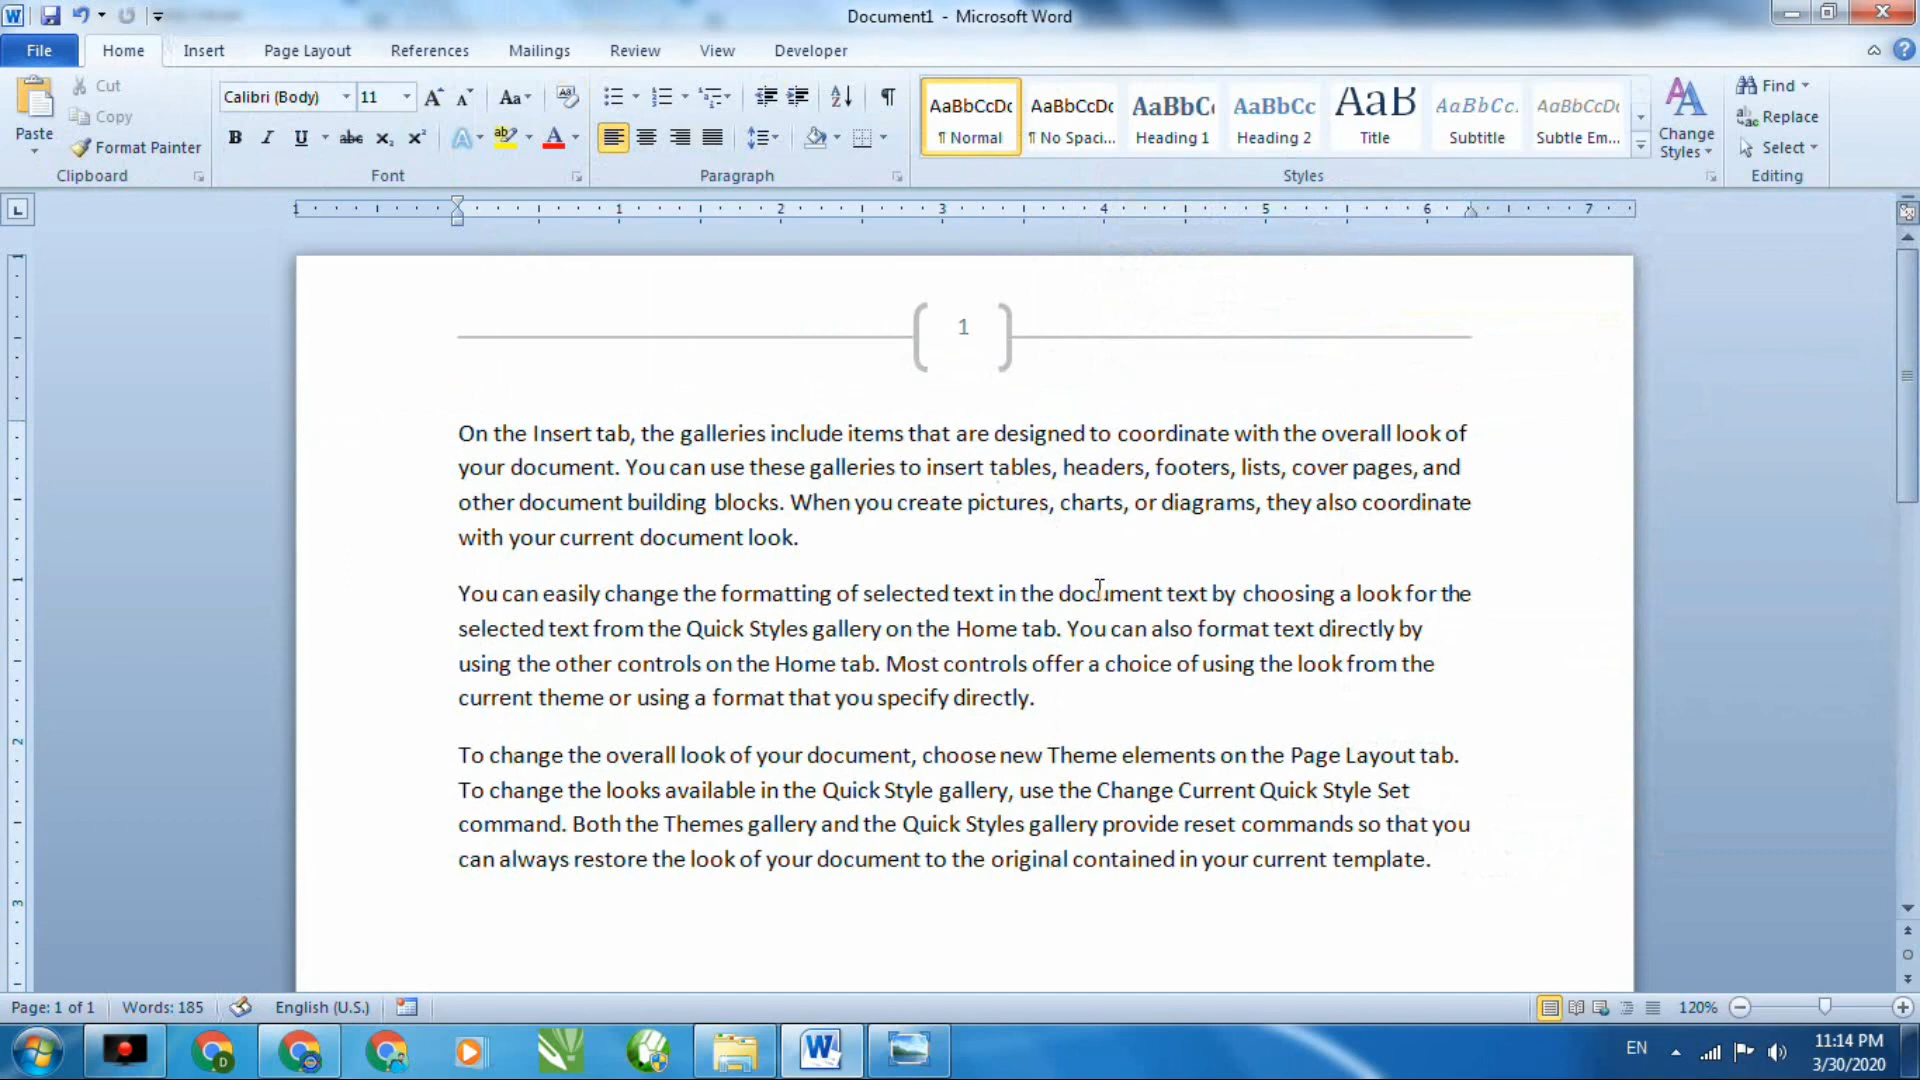 Document1 - Microsoft Word
File Home Insert Page Layout References Mailings Review View Developer
Paste
Cut
Copy
Format Painter
Clipboard
Calibri (Body) 11
Font
Paragraph
AaBbCcDc AaBbCcDc AaBbC AaBbCc AaB AaBbCc. AaBbCcDc
¶ Normal ¶ No Spaci... Heading 1 Heading 2 Title Subtitle Subtle Em...
Styles
Change
Styles
Find
Replace
Select
Editing
1 1 2 3 4 5 6 7
1
On the Insert tab, the galleries include items that are designed to coordinate with the overall look of
your document. You can use these galleries to insert tables, headers, footers, lists, cover pages, and
other document building blocks. When you create pictures, charts, or diagrams, they also coordinate
with your current document look.
You can easily change the formatting of selected text in the document text by choosing a look for the
selected text from the Quick Styles gallery on the Home tab. You can also format text directly by
using the other controls on the Home tab. Most controls offer a choice of using the look from the
current theme or using a format that you specify directly.
To change the overall look of your document, choose new Theme elements on the Page Layout tab.
To change the looks available in the Quick Style gallery, use the Change Current Quick Style Set
command. Both the Themes gallery and the Quick Styles gallery provide reset commands so that you
can always restore the look of your document to the original contained in your current template.
Page: 1 of 1 Words: 185 English (U.S.) 120%
EN 11:14 PM
3/30/2020